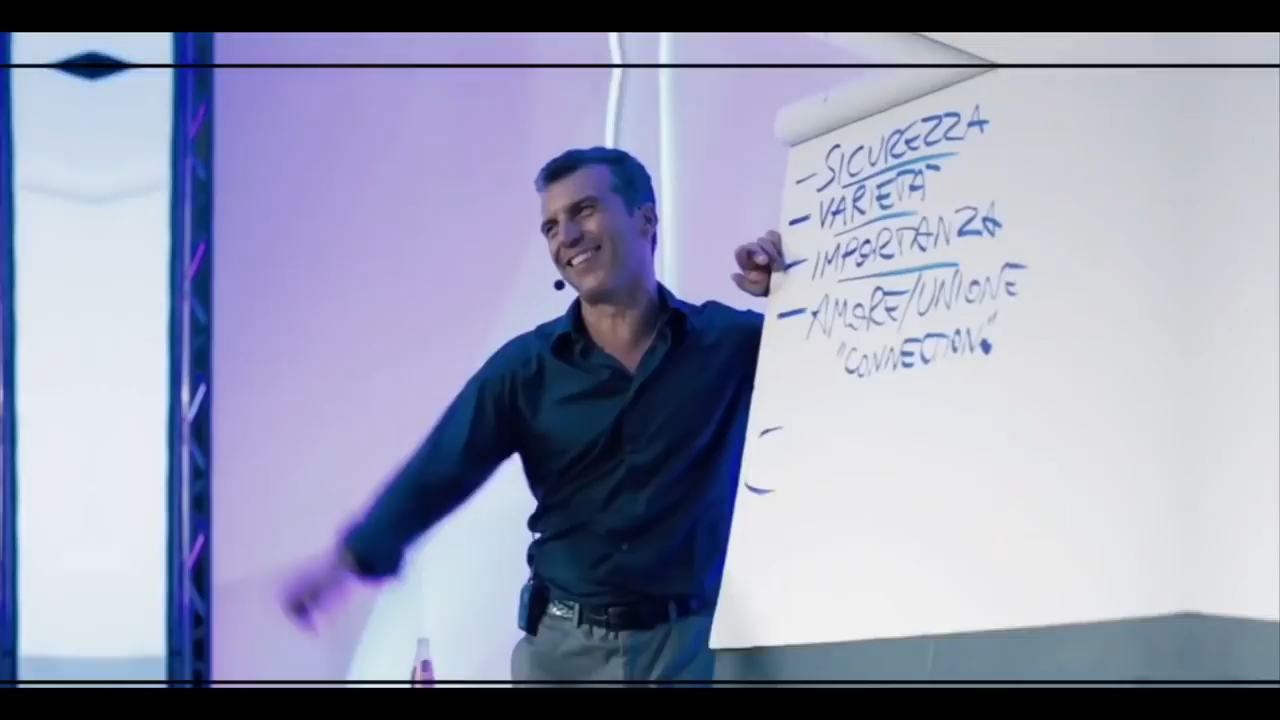 - SICUREZZA
- VARIETÀ
- IMPORTANZA
- AMORE/UNIONE
"CONNECTION"